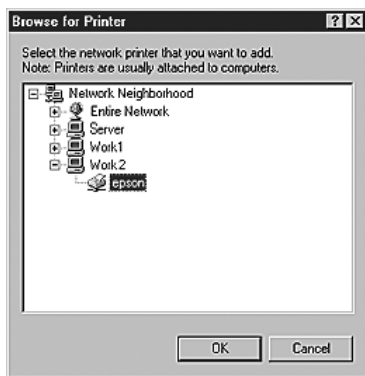 Browse for Printer
Select the network printer that you want to add.
Note: Printers are usually attached to computers.
Network Neighborhood
Entire Network
Server
Work1
Work2
epson
OK Cancel